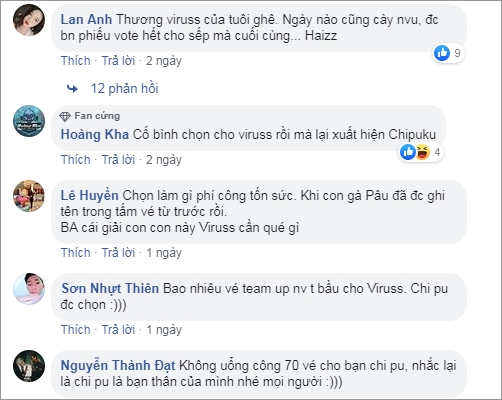 Lan Anh Thương viruss của tuôi ghê. Ngày nào cũng cày nvu, đc
bn phiếu vote hết cho sếp mà cuối cùng... Haizz
9
Thích · Trả lời · 2 ngày
12 phản hồi
Fan cứng
Hoàng Kha Cố bình chọn cho viruss rồi mà lại xuất hiện Chipuku
4
Thích · Trả lời · 2 ngày
Lê Huyền Chọn làm gì phí công tốn sức. Khi con gà Pâu đã đc ghi
tên trong tấm vé từ trước rồi.
BA cái giải con con này Viruss cần qué gì
Thích · Trả lời · 1 ngày
Sơn Nhựt Thiên Bao nhiêu vé team up nv t bầu cho Viruss. Chi pu
đc chọn :)))
Thích · Trả lời · 1 ngày
Nguyễn Thành Đạt Không uổng công 70 vé cho bạn chi pu, nhắc lại
là chi pu là bạn thân của mình nhé mọi người :)))